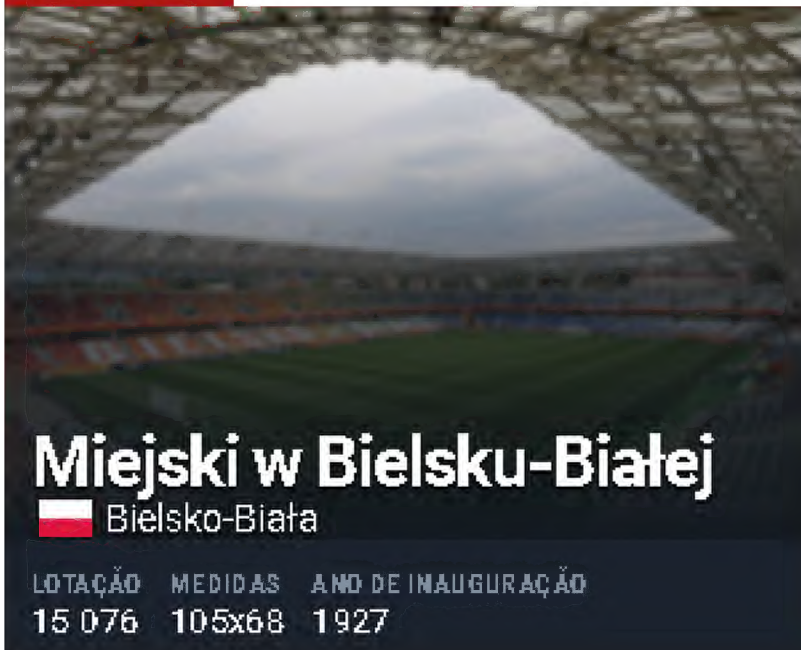 Miejski w Bielsku-Białej
Bielsko-Biała
LOTAÇÃO MEDIDAS ANO DE INAUGURAÇÃO
15 076 105x68 1927